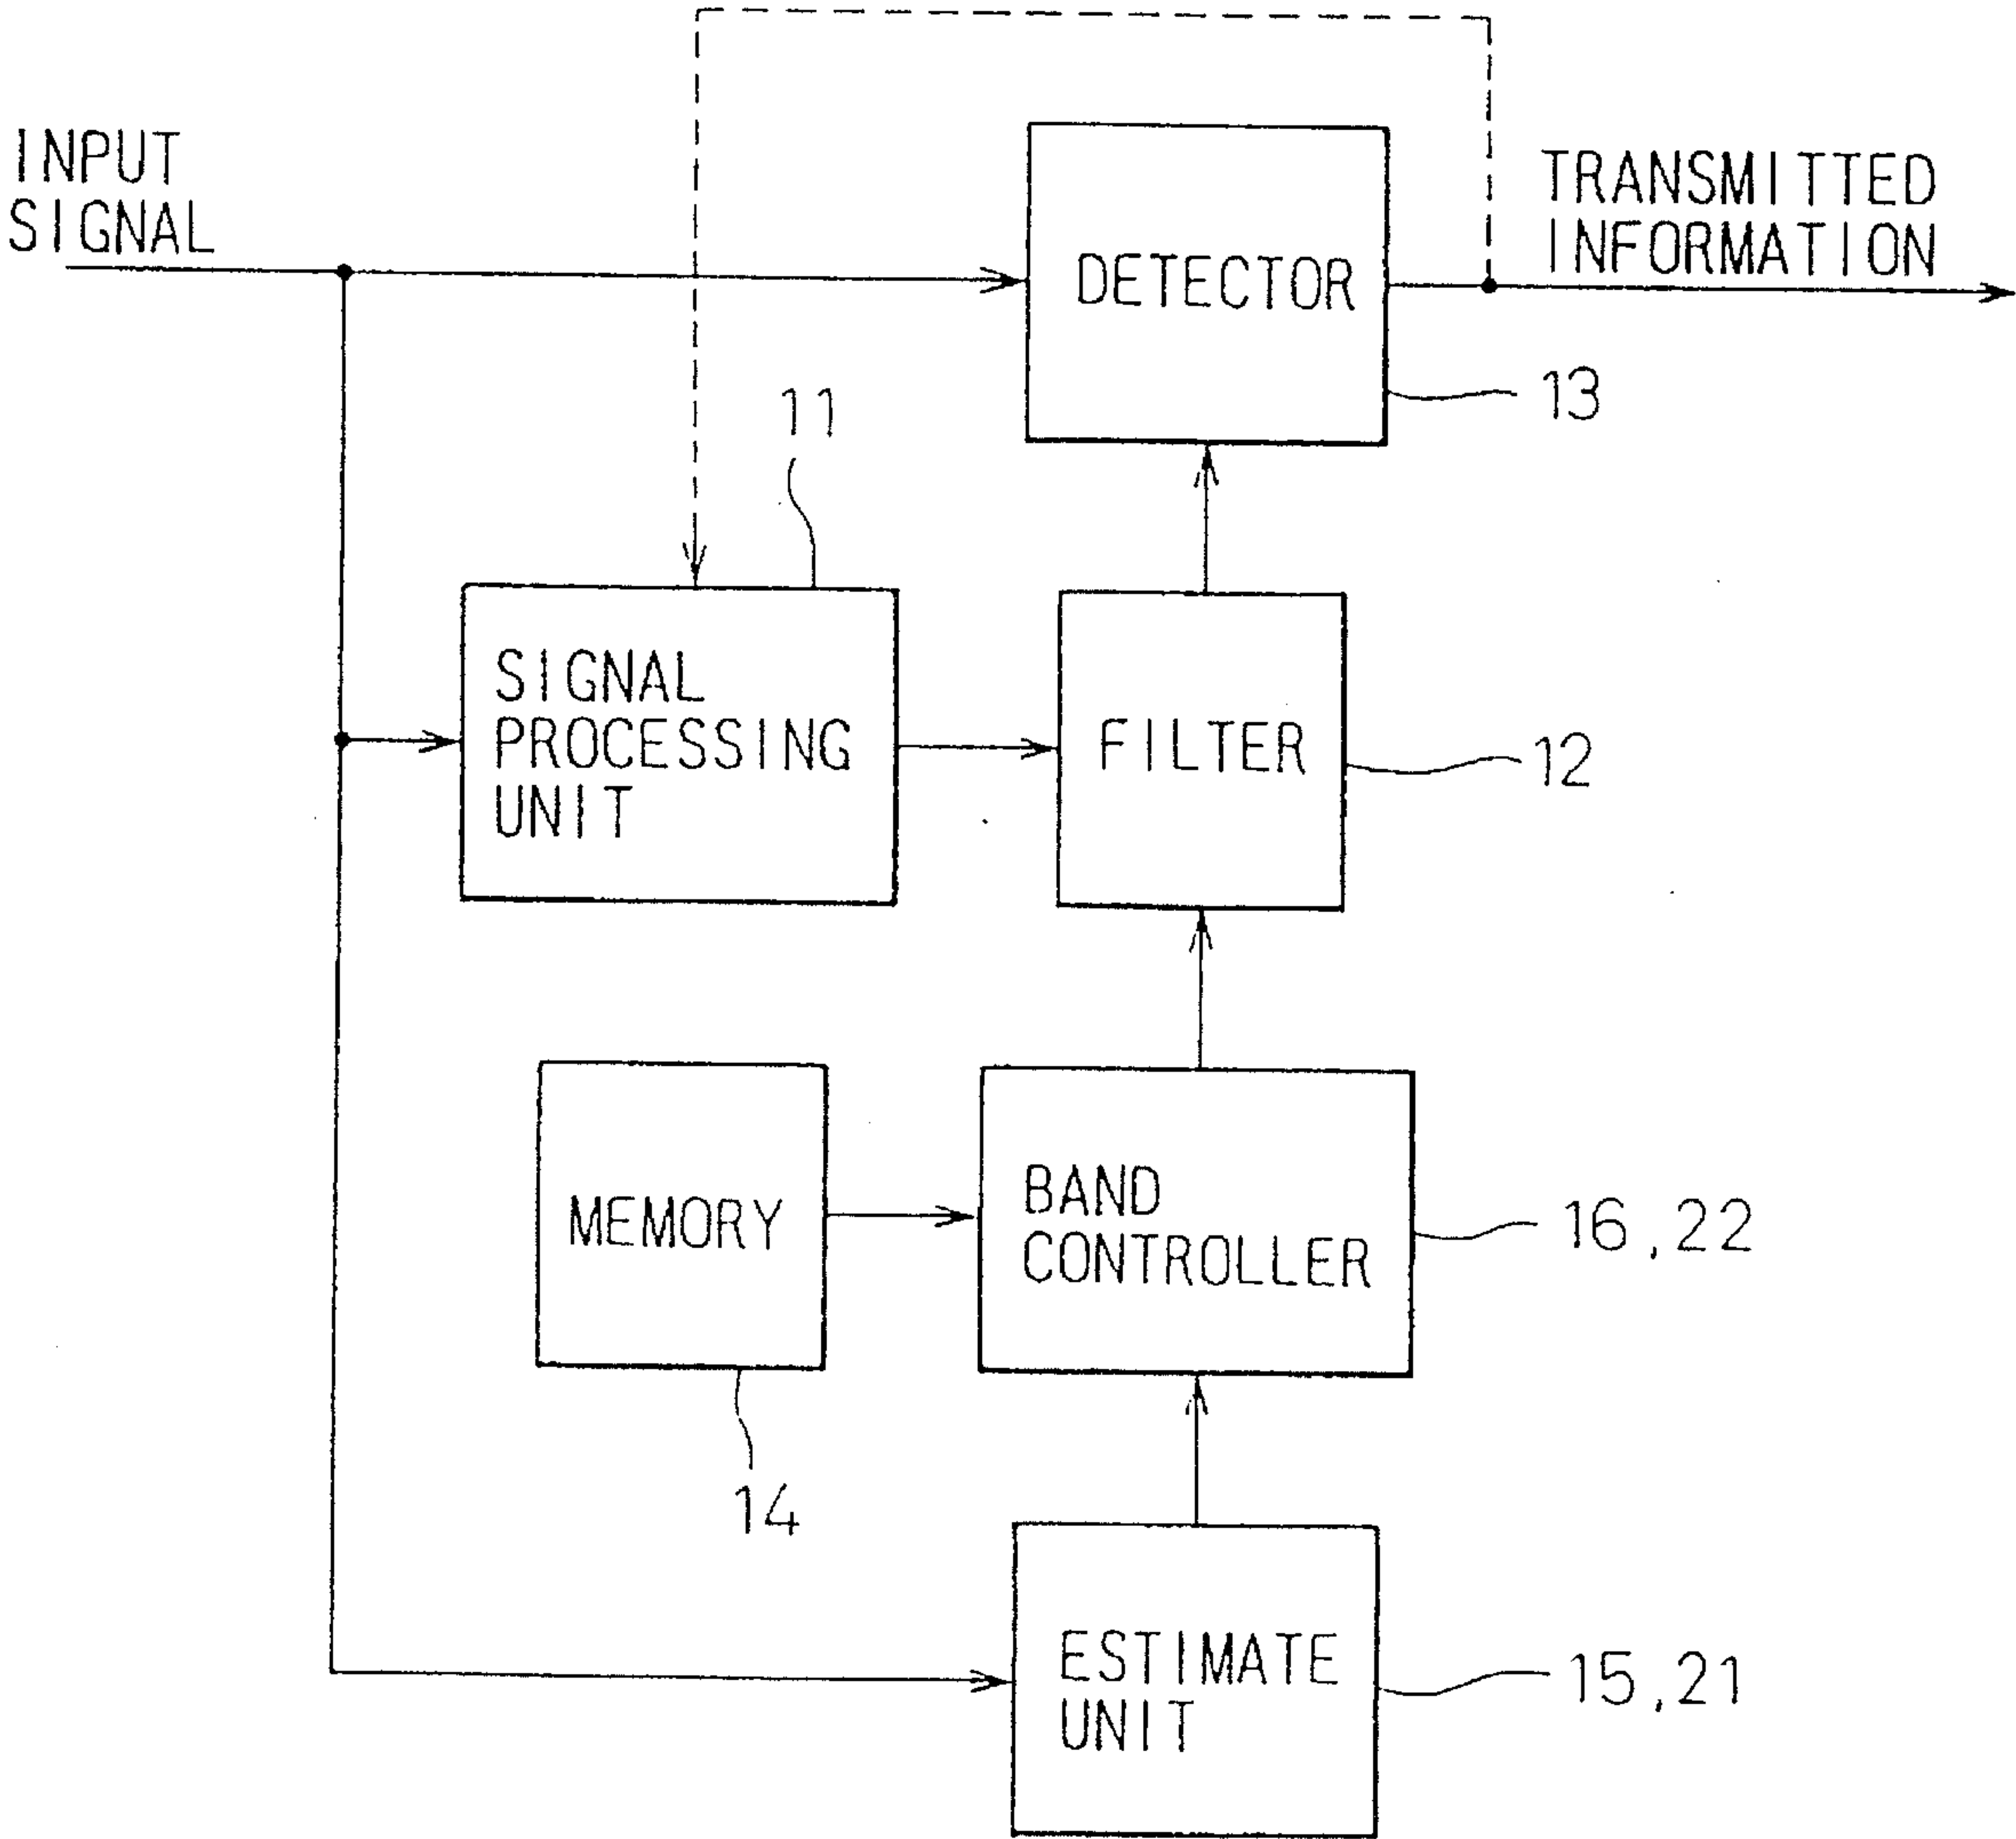 INPUT
SIGNAL
DETECTOR
TRANSMITTED
INFORMATION
13
11
SIGNAL
PROCESSING
UNIT
FILTER
12
MEMORY
14
BAND
CONTROLLER
16,22
ESTIMATE
UNIT
15,21